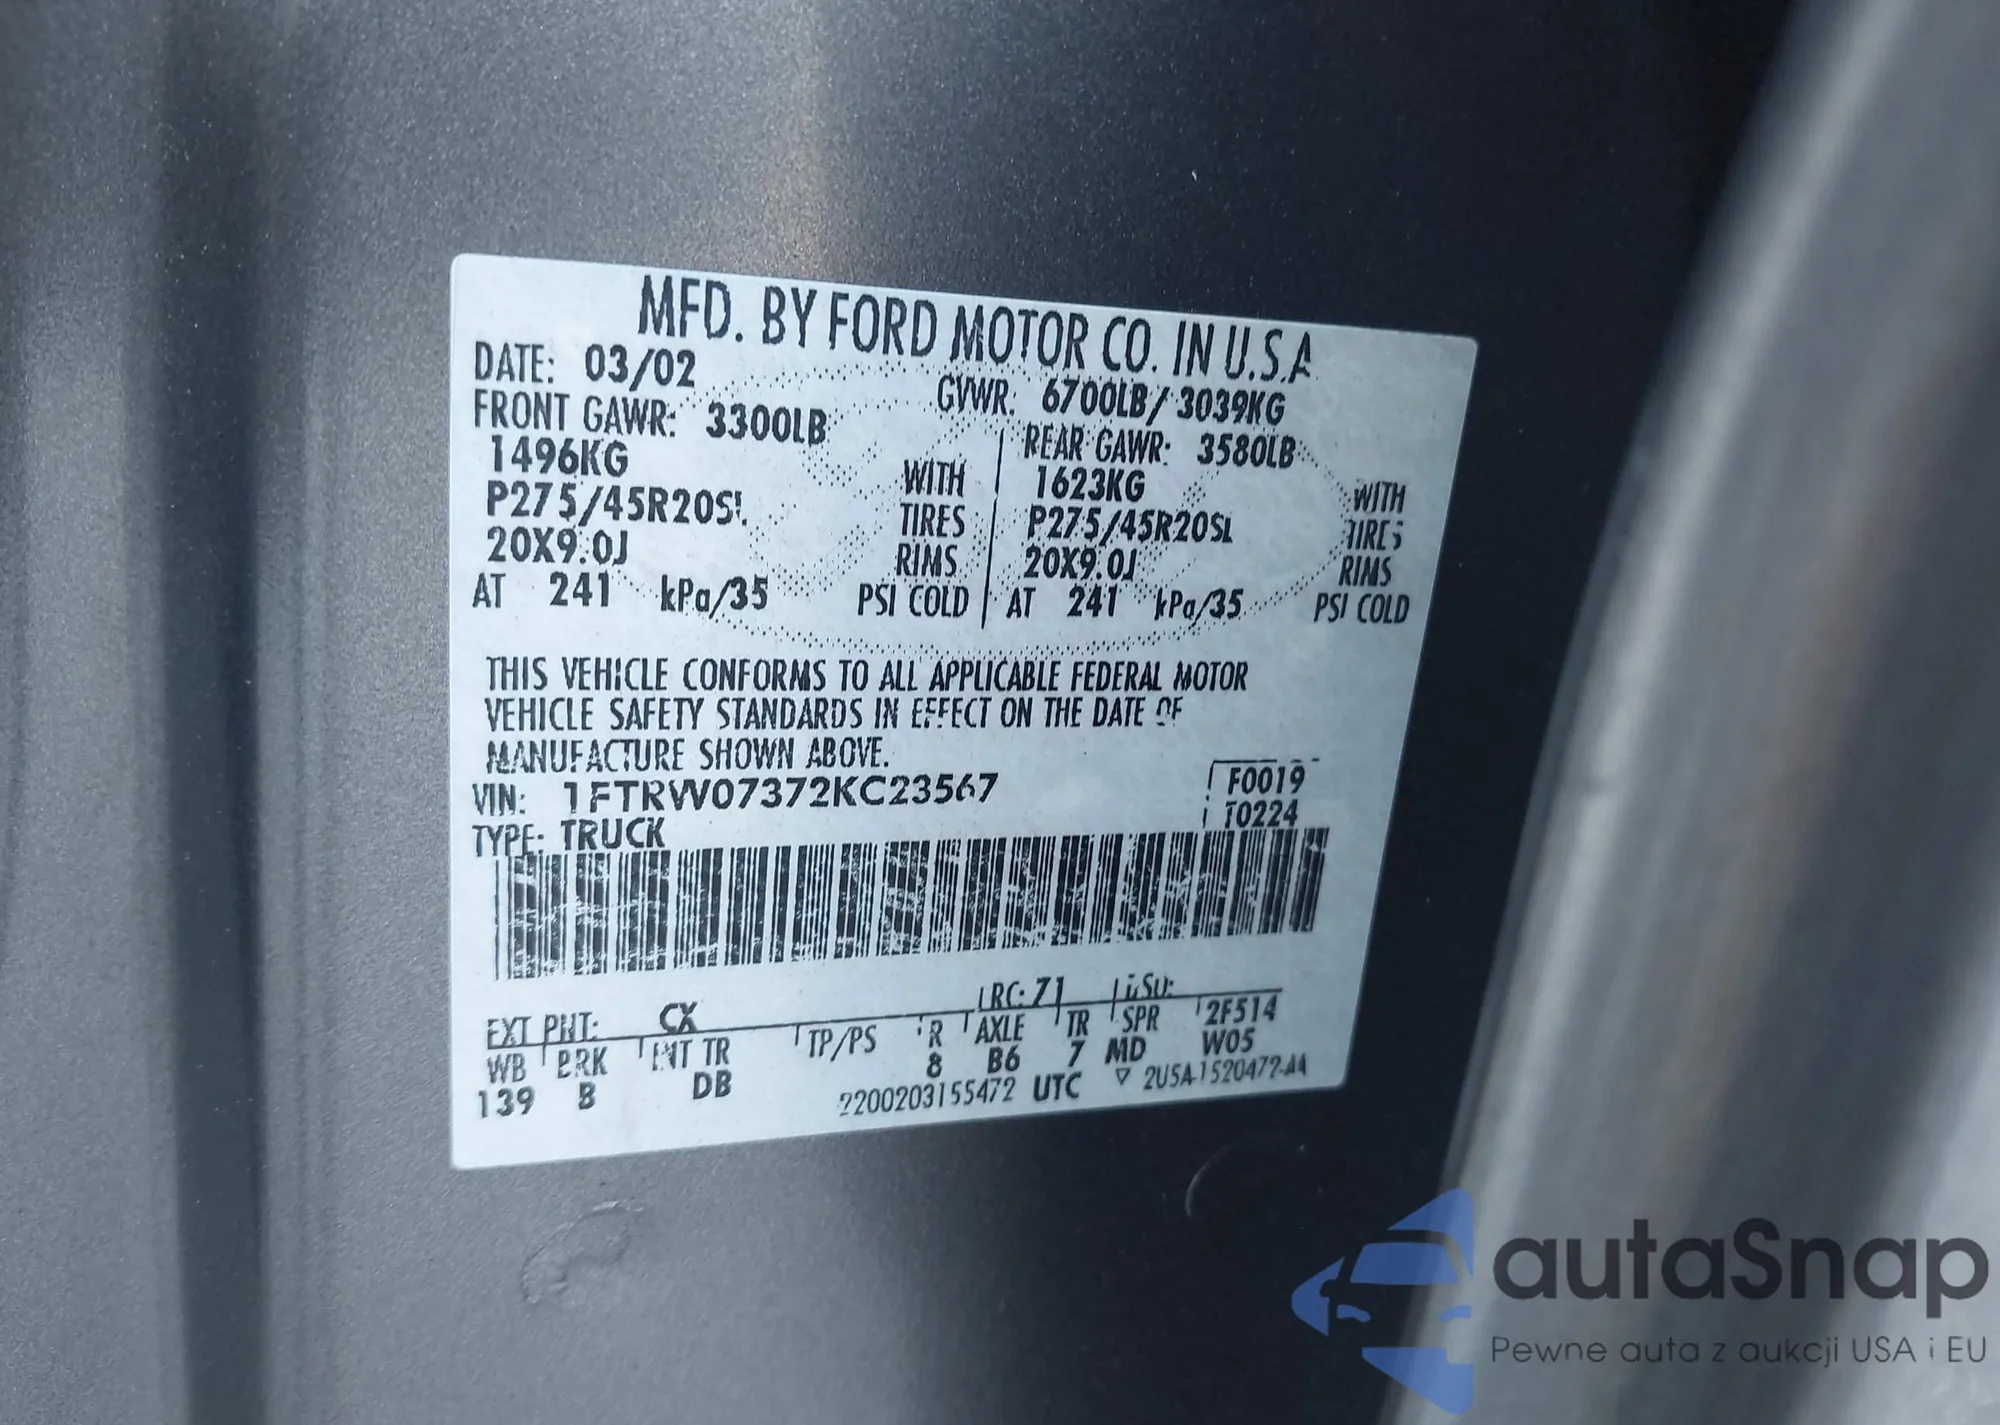 MFD. BY FORD MOTOR CO. IN U.S.A
DATE: 03/02 GVWR: 6700LB/ 3039KG
FRONT GAWR: 3300LB REAR GAWR: 3580LB
1496KG WITH 1623KG WITH
P275/45R20SL TIRES P275/45R20SL TIRES
20X9.0J RIMS 20X9.0J RIMS
AT 241 kPa/35 PSI COLD AT 241 kPa/35 PSI COLD
THIS VEHICLE CONFORMS TO ALL APPLICABLE FEDERAL MOTOR
VEHICLE SAFETY STANDARDS IN EFFECT ON THE DATE OF
MANUFACTURE SHOWN ABOVE.
VIN: 1FTRW07372KC23567 F0019
TYPE: TRUCK T0224
EXT PNT: CX RC: 71 DSO:
WB BRK INT TR TP/PS R AXLE TR SPR 2F514
139 B DB 8 B6 7 MD W05
2200203155472 UTC ▽ 2U5A-1520472-AA
autaSnap
Pewne auta z aukcji USA i EU